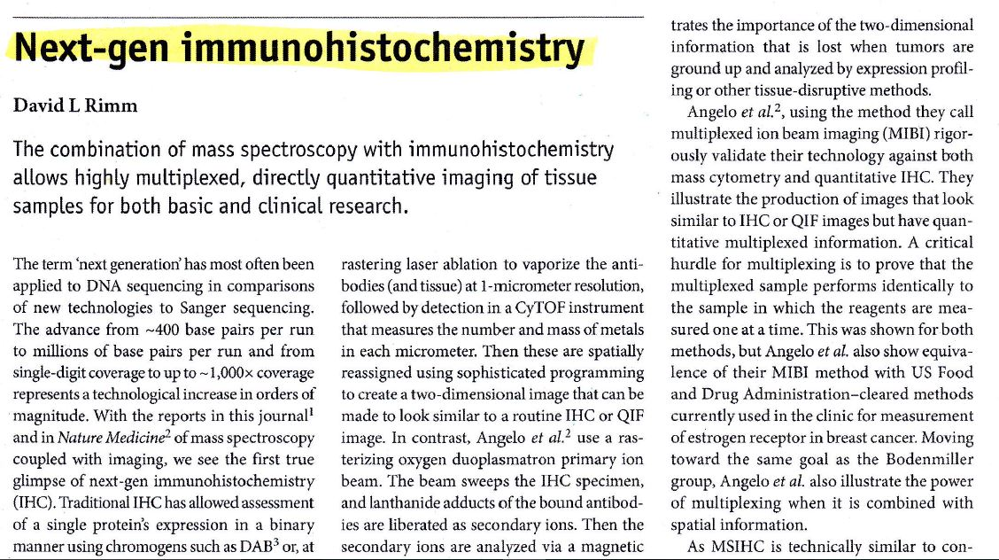 Next-gen immunohistochemistry
David L Rimm
The combination of mass spectroscopy with immunohistochemistry
allows highly multiplexed, directly quantitative imaging of tissue
samples for both basic and clinical research.
The term ‘next generation’ has most often been
applied to DNA sequencing in comparisons
of new technologies to Sanger sequencing.
The advance from ~400 base pairs per run
to millions of base pairs per run and from
single-digit coverage to up to ~1,000× coverage
represents a technological increase in orders of
magnitude. With the reports in this journal¹
and in Nature Medicine² of mass spectroscopy
coupled with imaging, we see the first true
glimpse of next-gen immunohistochemistry
(IHC). Traditional IHC has allowed assessment
of a single protein’s expression in a binary
manner using chromogens such as DAB³ or, at
rastering laser ablation to vaporize the anti-
bodies (and tissue) at 1-micrometer resolution,
followed by detection in a CyTOF instrument
that measures the number and mass of metals
in each micrometer. Then these are spatially
reassigned using sophisticated programming
to create a two-dimensional image that can be
made to look similar to a routine IHC or QIF
image. In contrast, Angelo et al.² use a ras-
terizing oxygen duoplasmatron primary ion
beam. The beam sweeps the IHC specimen,
and lanthanide adducts of the bound antibod-
ies are liberated as secondary ions. Then the
secondary ions are analyzed via a magnetic
trates the importance of the two-dimensional
information that is lost when tumors are
ground up and analyzed by expression profil-
ing or other tissue-disruptive methods.
Angelo et al.², using the method they call
multiplexed ion beam imaging (MIBI) rigor-
ously validate their technology against both
mass cytometry and quantitative IHC. They
illustrate the production of images that look
similar to IHC or QIF images but have quan-
titative multiplexed information. A critical
hurdle for multiplexing is to prove that the
multiplexed sample performs identically to
the sample in which the reagents are mea-
sured one at a time. This was shown for both
methods, but Angelo et al. also show equiva-
lence of their MIBI method with US Food
and Drug Administration–cleared methods
currently used in the clinic for measurement
of estrogen receptor in breast cancer. Moving
toward the same goal as the Bodenmiller
group, Angelo et al. also illustrate the power
of multiplexing when it is combined with
spatial information.
As MSIHC is technically similar to con-